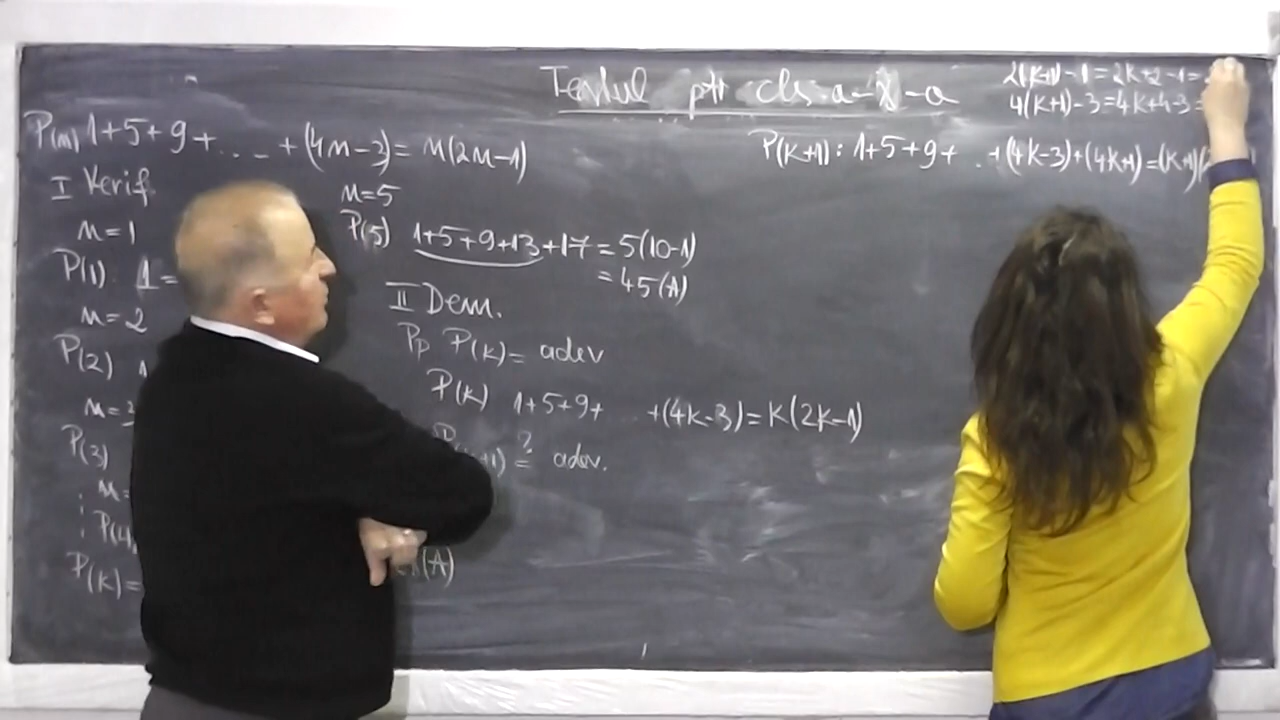 Testul ptr cls. a-X-a
2(k+1)-1=2k+2-1=
4(k+1)-3=4k+4-3=
P(n) 1+5+9+... +(4n-3)= n(2n-1)
P(k+1): 1+5+9+ ..+(4k-3)+(4k+1)=(k+1)(
I Verif.
n=1
P(1) 1=
n=2
P(2)
n=3
P(3)
n=
P(4)
P(k)=
n=5
P(5) 1+5+9+13+17=5(10-1)
=45(A)
II Dem.
Pp P(k)= adev
P(k) 1+5+9+ +(4k-3)=k(2k-1)
P(k+1) ?= adev.
(A)